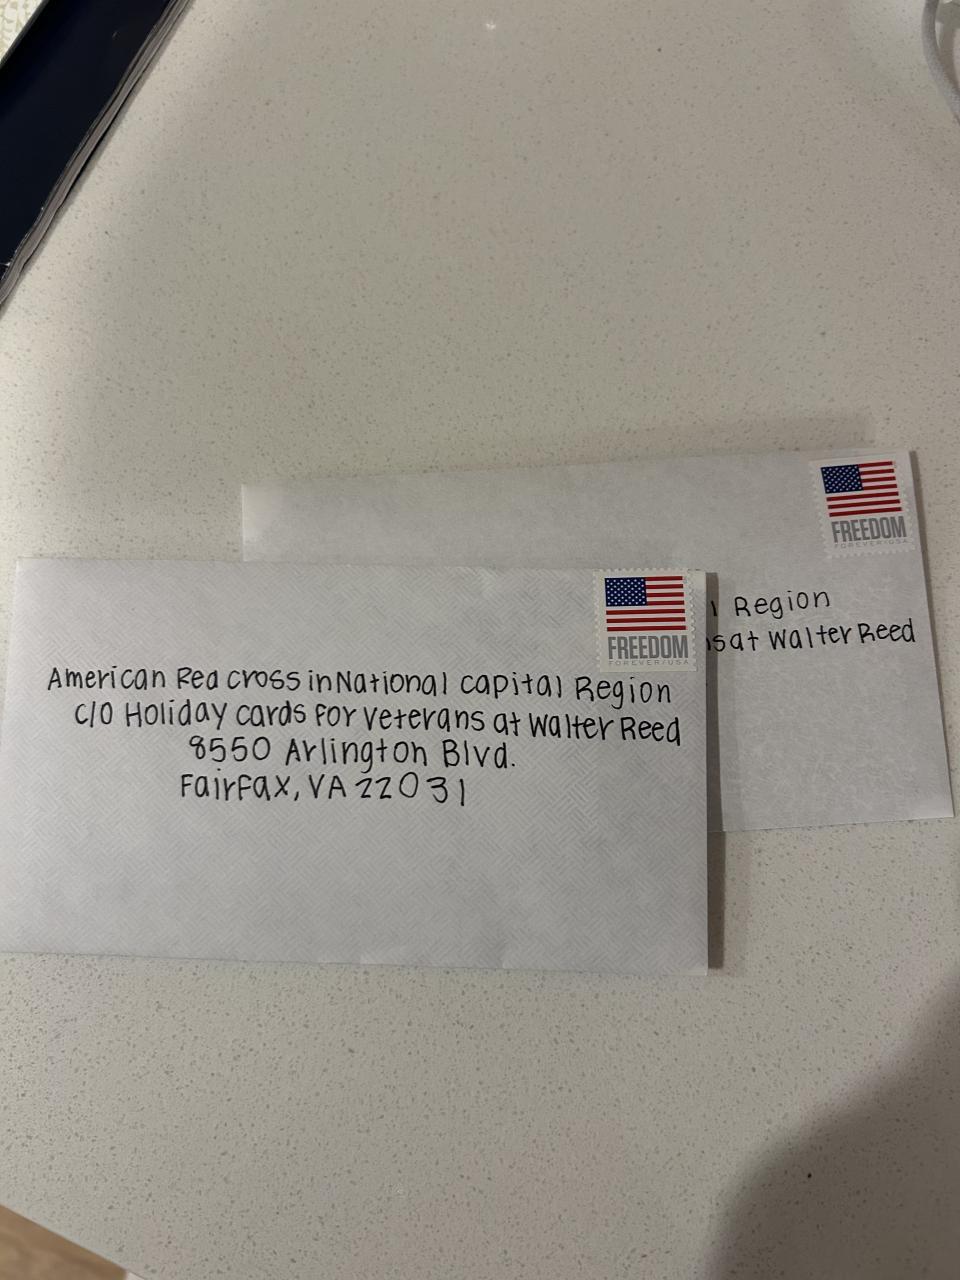 FREEDOM
FOREVER/USA
l Region
nsat Walter Reed
FREEDOM
FOREVER/USA
American Red cross in National capital Region
c/o Holiday cards for veterans at Walter Reed
8550 Arlington Blvd.
Fairfax, VA 22031